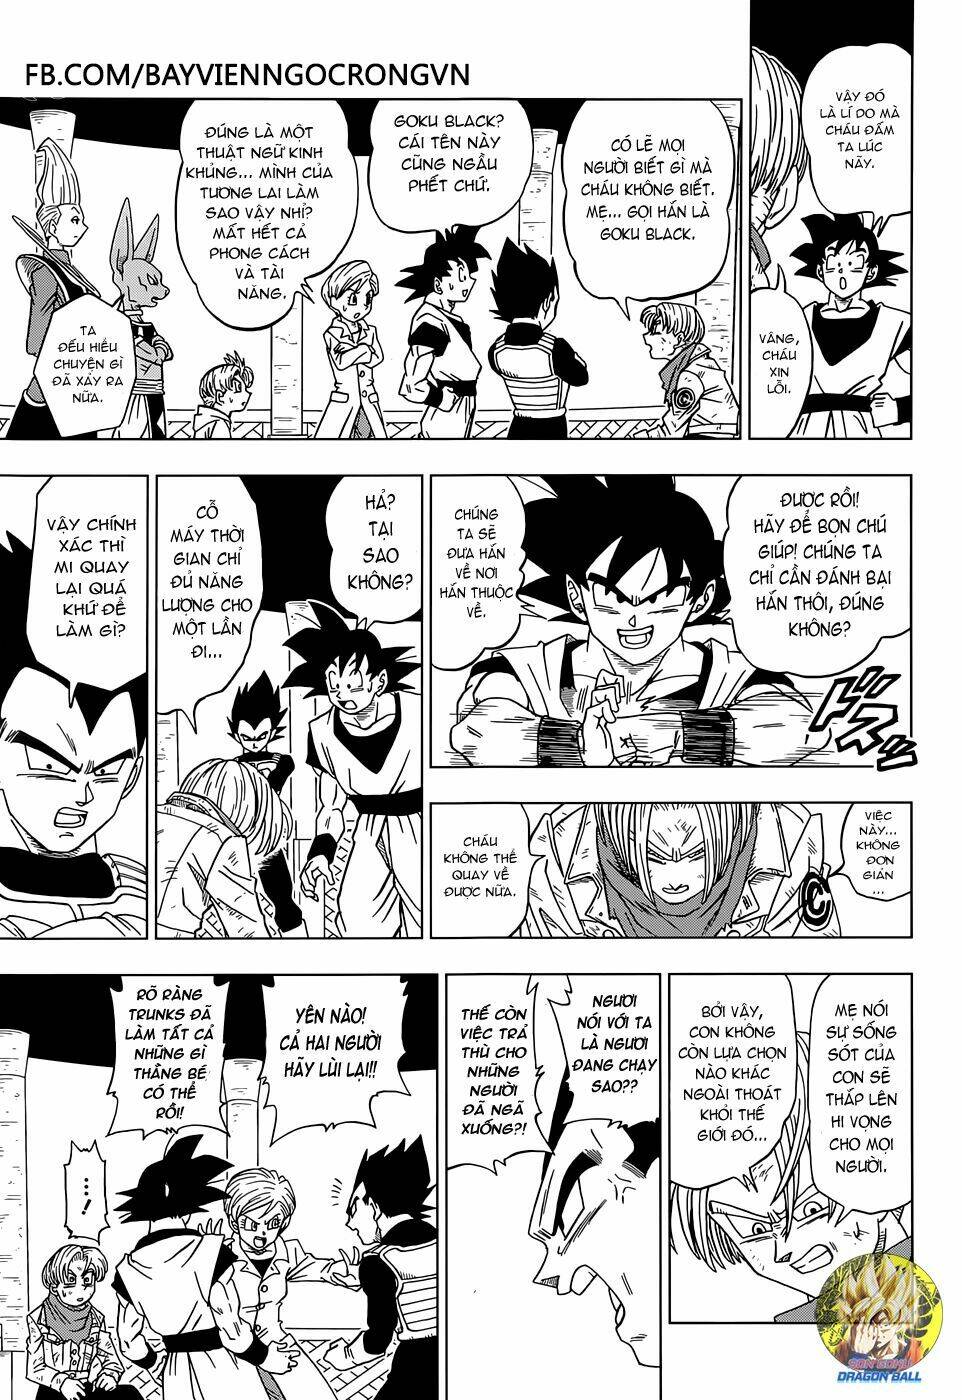 FB.COM/BAYVIENNGOCRONGVN
VẬY ĐÓ
LÀ LÍ DO MÀ
CHÁU ĐẤM
TA LÚC
NÃY.
VÂNG,
CHÁU
XIN
LỖI.
CÓ LẼ MỌI
NGƯỜI BIẾT GÌ MÀ
CHÁU KHÔNG BIẾT.
MẸ... GỌI HẮN LÀ
GOKU BLACK.
GOKU BLACK?
CÁI TÊN NÀY
CŨNG NGẦU
PHẾT CHỨ.
ĐÚNG LÀ MỘT
THUẬT NGỮ KINH
KHỦNG... MÌNH CỦA
TƯƠNG LAI LÀM
SAO VẬY NHỈ?
MẤT HẾT CẢ
PHONG CÁCH
VÀ TÀI
NĂNG.
TA
ĐẾU HIỂU
CHUYỆN GÌ
ĐÃ XẢY RA
NỮA.
ĐƯỢC RỒI!
HÃY ĐỂ BỌN CHÚ
GIÚP! CHÚNG TA
CHỈ CẦN ĐÁNH BẠI
HẮN THÔI, ĐÚNG
KHÔNG?
CHÚNG
TA SẼ
ĐƯA HẮN
VỀ NƠI
HẮN THUỘC
VỀ.
ドスッ
VIỆC
NÀY...
KHÔNG
ĐƠN
GIẢN
...
CHÁU
KHÔNG THỂ
QUAY VỀ
ĐƯỢC NỮA.
HẢ?
TẠI
SAO
KHÔNG?
CỖ
MÁY THỜI
GIAN CHỈ
ĐỦ NĂNG
LƯỢNG CHO
MỘT LẦN
ĐI...
VẬY CHÍNH
XÁC THÌ
MI QUAY
LẠI QUÁ
KHỨ ĐỂ
LÀM GÌ?
MẸ NÓI
SỰ SỐNG
SÓT CỦA
CON SẼ
THẮP LÊN
HI VỌNG
CHO MỌI
NGƯỜI.
BỞI VẬY,
CON KHÔNG
CÒN LỰA CHỌN
NÀO KHÁC
NGOÀI THOÁT
KHỎI THẾ
GIỚI ĐÓ...
NGƯƠI
NÓI VỚI TA
LÀ NGƯƠI
ĐANG CHẠY
SAO??
THẾ CÒN
VIỆC TRẢ
THÙ CHO
NHỮNG
NGƯỜI
ĐÃ NGÃ
XUỐNG?!
YÊN NÀO!
CẢ HAI NGƯỜI
HÃY LÙI LẠI!!
RÕ RÀNG
TRUNKS ĐÃ
LÀM TẤT CẢ
NHỮNG GÌ
THẰNG BÉ
CÓ THỂ
RỒI!
...!
SON GOKU
DRAGON BALL